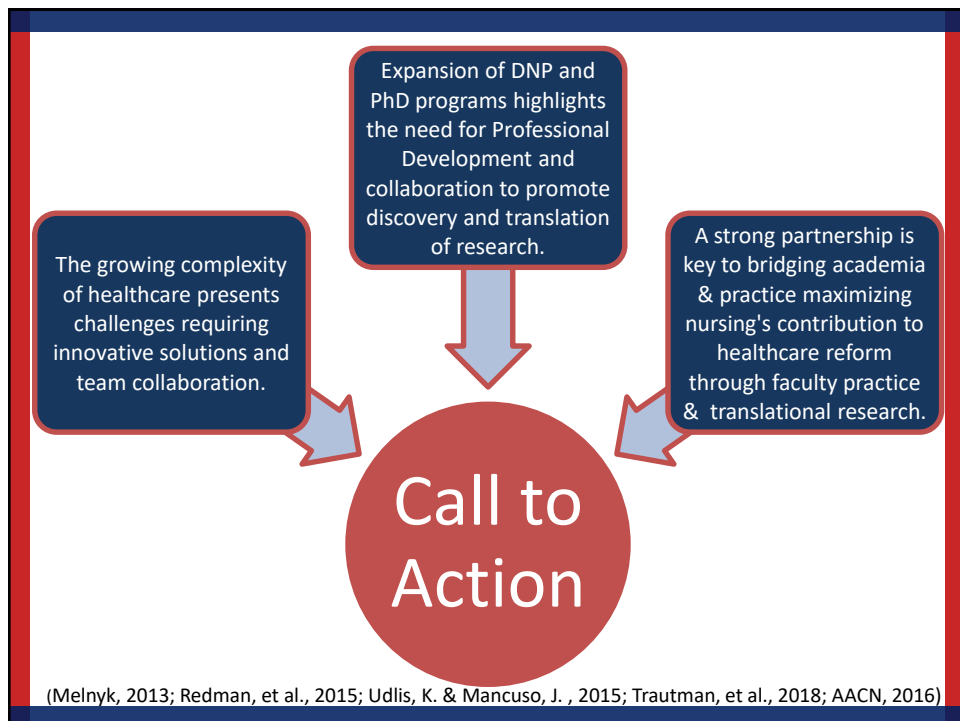 Expansion of DNP and
PhD programs highlights
the need for Professional
Development and
collaboration to promote
discovery and translation
of research.
The growing complexity
of healthcare presents
challenges requiring
innovative solutions and
team collaboration.
A strong partnership is
key to bridging academia
& practice maximizing
nursing's contribution to
healthcare reform
through faculty practice
& translational research.
Call to
Action
(Melnyk, 2013; Redman, et al., 2015; Udlis, K. & Mancuso, J. , 2015; Trautman, et al., 2018; AACN, 2016)